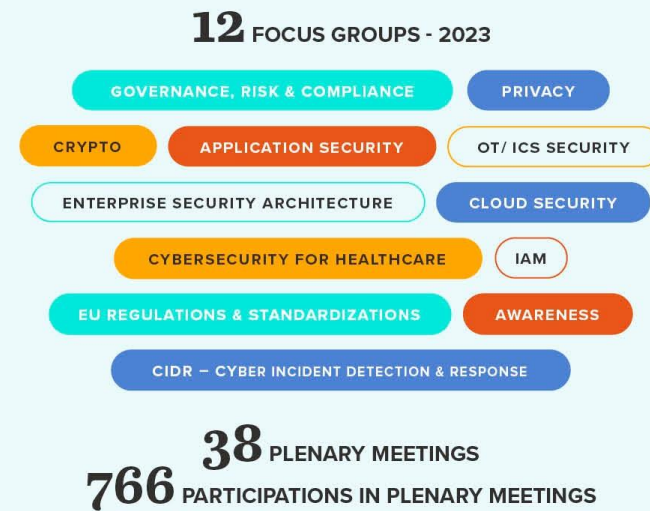 12 FOCUS GROUPS - 2023
GOVERNANCE, RISK & COMPLIANCE PRIVACY
CRYPTO APPLICATION SECURITY OT/ ICS SECURITY
ENTERPRISE SECURITY ARCHITECTURE CLOUD SECURITY
CYBERSECURITY FOR HEALTHCARE IAM
EU REGULATIONS & STANDARDIZATIONS AWARENESS
CIDR – CYBER INCIDENT DETECTION & RESPONSE
38 PLENARY MEETINGS
766 PARTICIPATIONS IN PLENARY MEETINGS